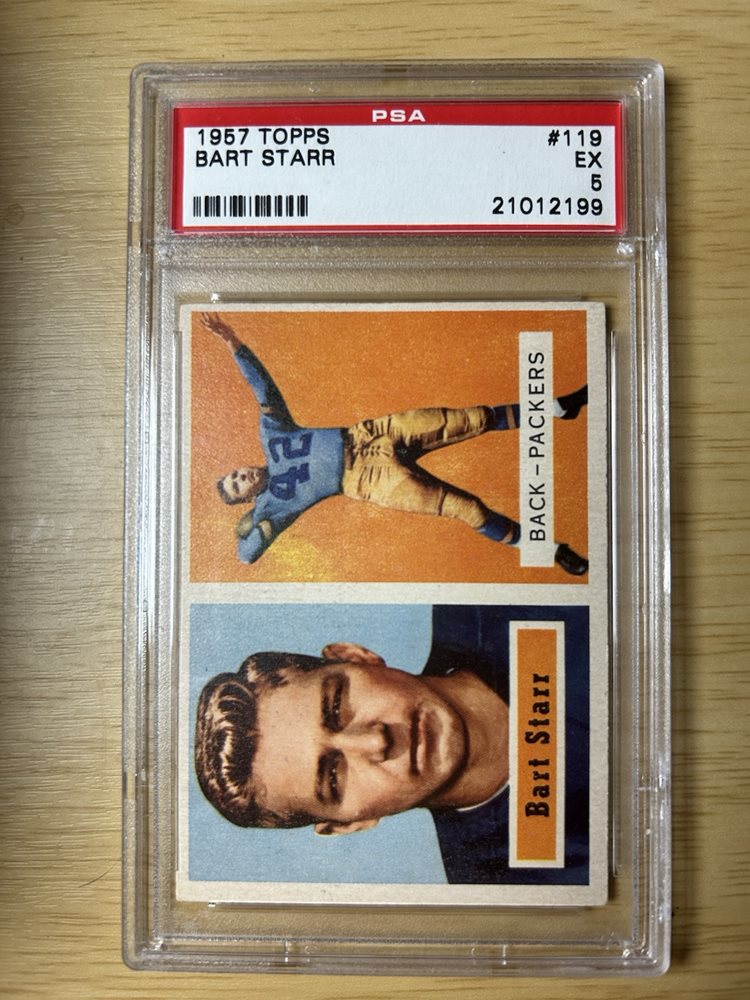 PSA
1957 TOPPS #119
BART STARR EX
5
21012199
42
BACK-PACKERS
Bart Starr